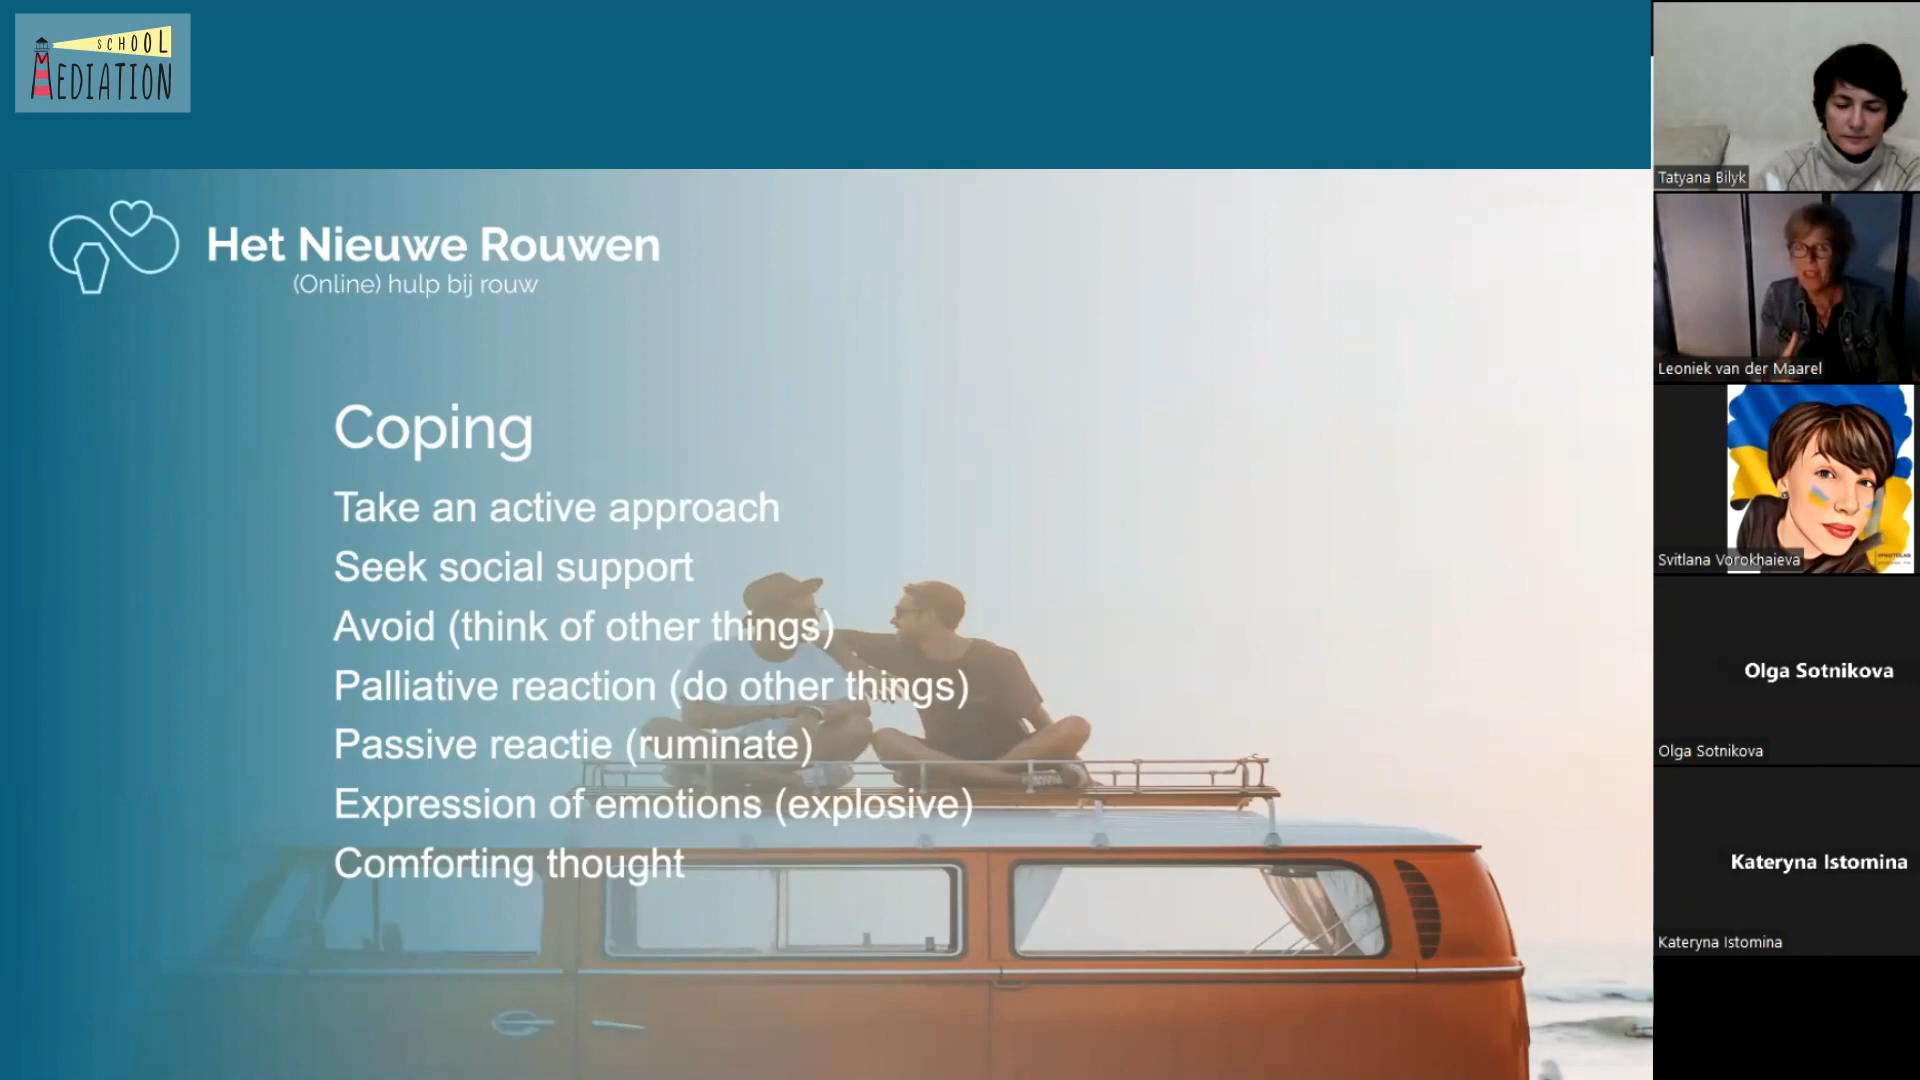 SCHOOL
MEDIATION
Het Nieuwe Rouwen
(Online) hulp bij rouw
Coping
Take an active approach
Seek social support
Avoid (think of other things)
Palliative reaction (do other things)
Passive reactie (ruminate)
Expression of emotions (explosive)
Comforting thought
Tatyana Bilyk
Leoniek van der Maarel
Svitlana Vorokhaieva
Olga Sotnikova
Olga Sotnikova
Kateryna Istomina
Kateryna Istomina